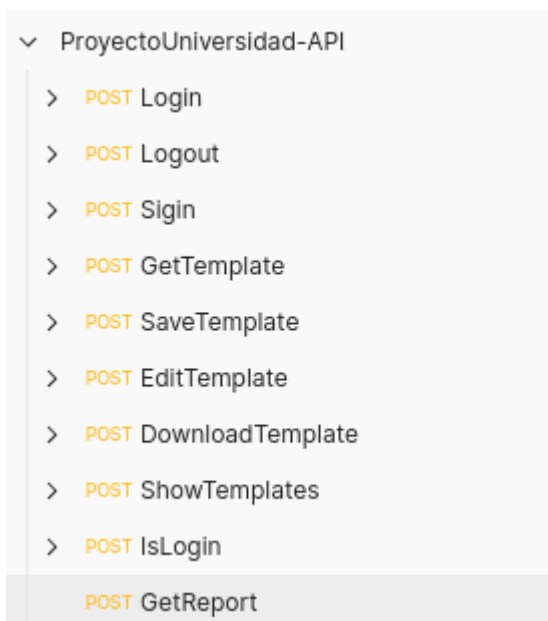 ProyectoUniversidad-API
POST Login
POST Logout
POST Sigin
POST GetTemplate
POST SaveTemplate
POST EditTemplate
POST DownloadTemplate
POST ShowTemplates
POST IsLogin
POST GetReport